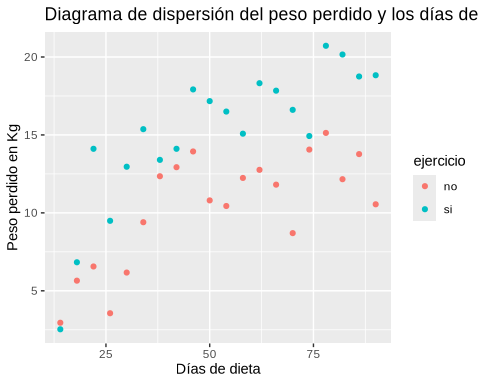 Diagrama de dispersión del peso perdido y los días de
20
15
10
5
25
50
75
Peso perdido en Kg
Días de dieta
ejercicio
no
si